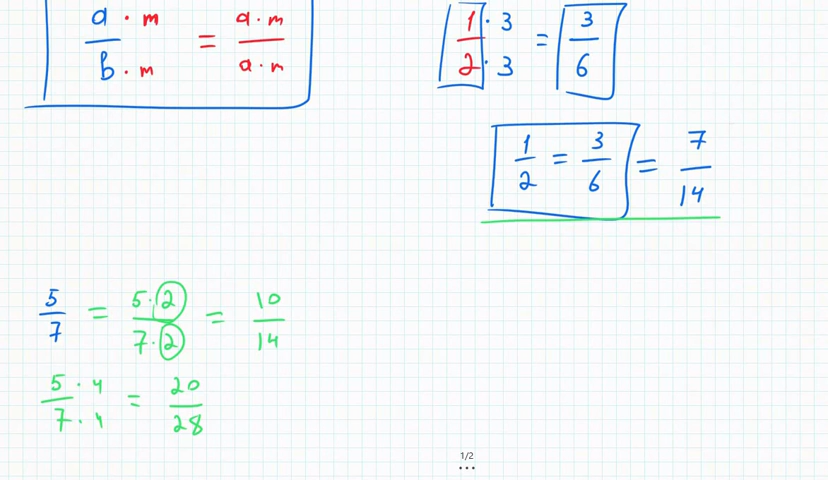 a · m / b · m = a · m / a · m
1 · 3 / 2 · 3 = 3 / 6
1 / 2 = 3 / 6 = 7 / 14
5 / 7 = 5 · 2 / 7 · 2 = 10 / 14
5 · 4 / 7 · 4 = 20 / 28
1/2